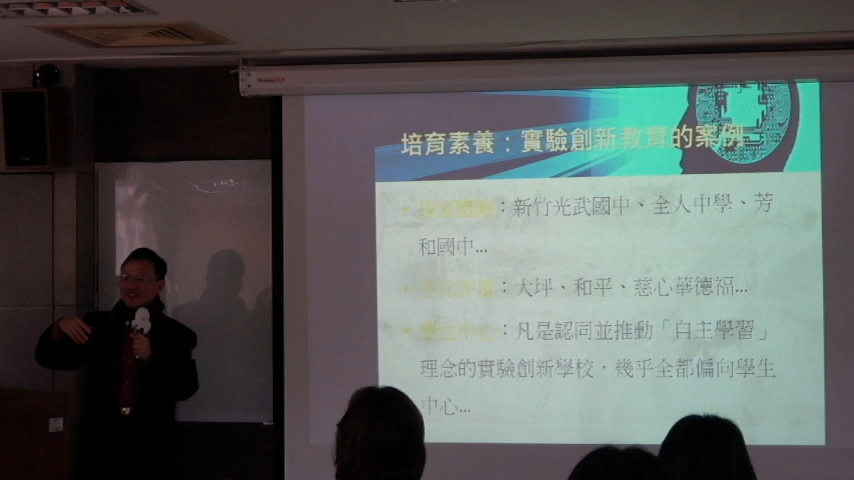 培育素養：實驗創新教育的案例
：新竹光武國中、全人中學、芳
和國中...
：大坪、和平、慈心華德福...
：凡是認同並推動「自主學習」
理念的實驗創新學校，幾乎全都偏向學生
中心...